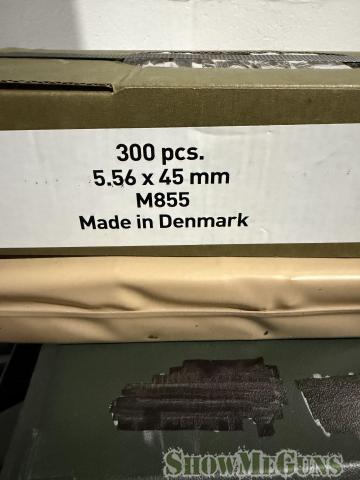 300 pcs.
5.56 x 45 mm
M855
Made in Denmark
ShowMeGuns